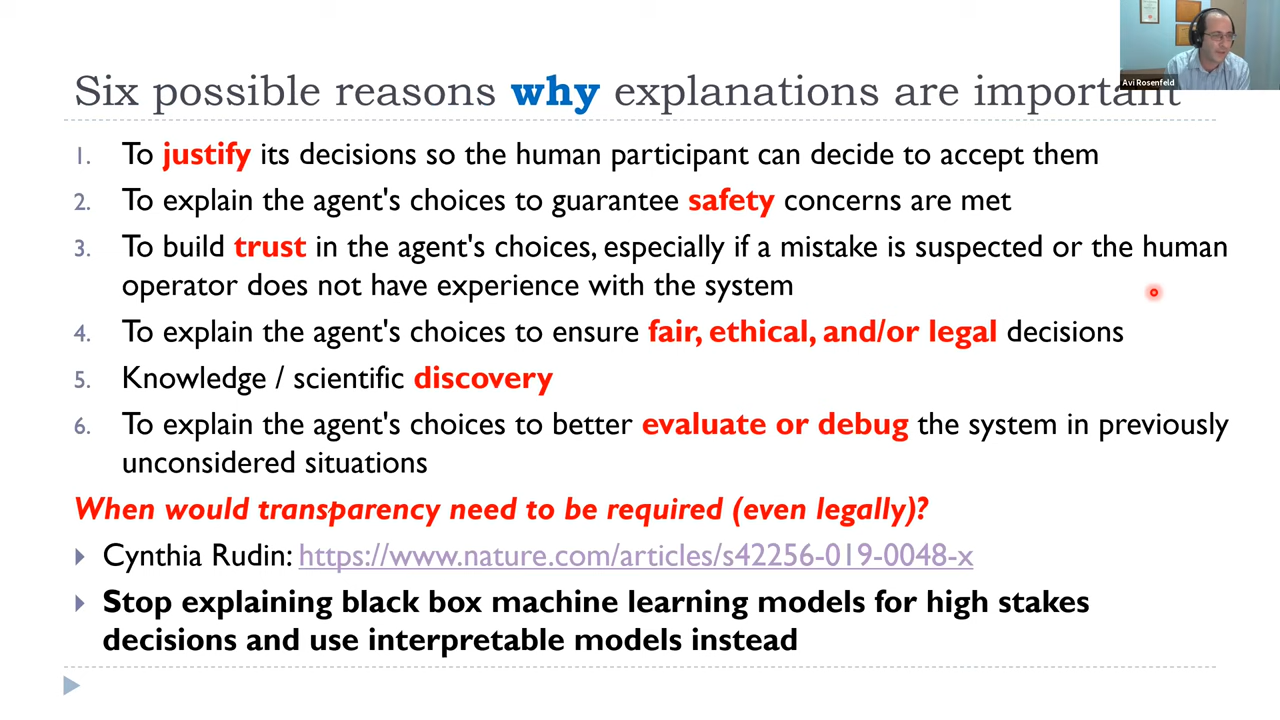 Avi Rosenfeld
Six possible reasons why explanations are important
1. To justify its decisions so the human participant can decide to accept them
2. To explain the agent's choices to guarantee safety concerns are met
3. To build trust in the agent's choices, especially if a mistake is suspected or the human
operator does not have experience with the system
4. To explain the agent's choices to ensure fair, ethical, and/or legal decisions
5. Knowledge / scientific discovery
6. To explain the agent's choices to better evaluate or debug the system in previously
unconsidered situations
When would transparency need to be required (even legally)?
Cynthia Rudin: https://www.nature.com/articles/s42256-019-0048-x
Stop explaining black box machine learning models for high stakes
decisions and use interpretable models instead